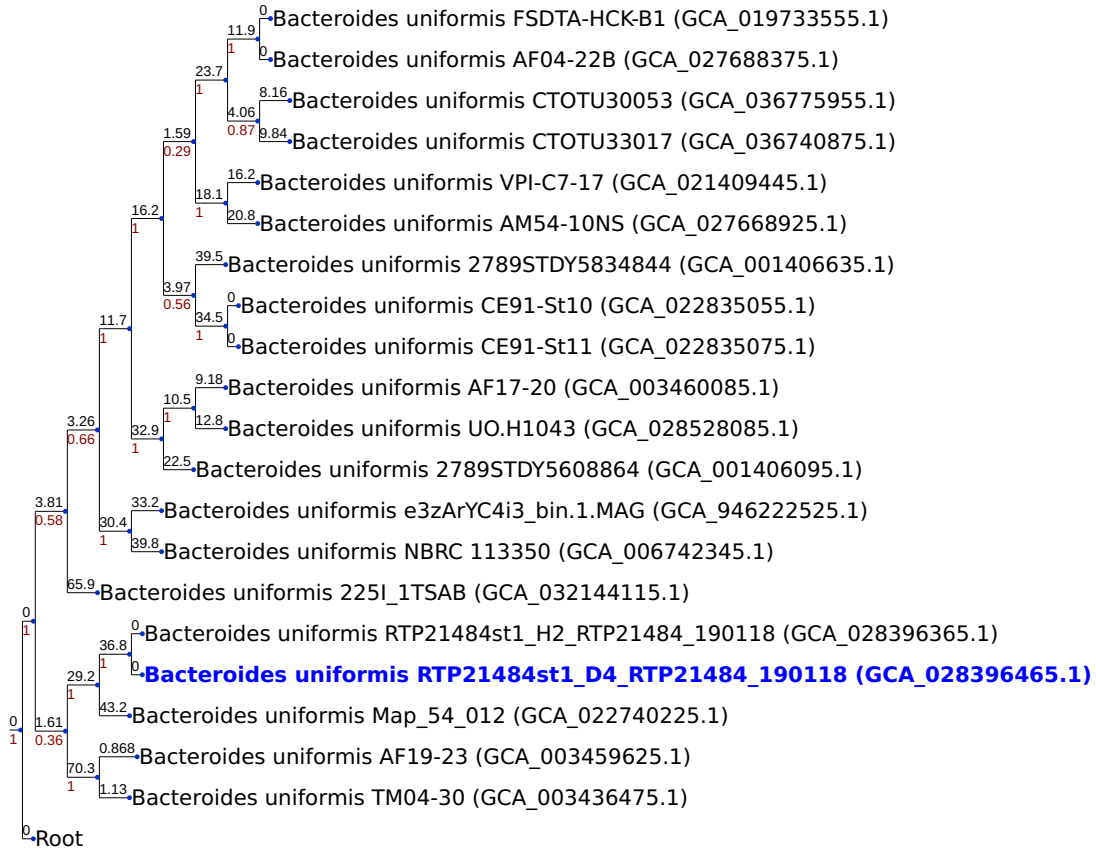 0
Bacteroides uniformis FSDTA-HCK-B1 (GCA_019733555.1)
11.9
1
0
Bacteroides uniformis AF04-22B (GCA_027688375.1)
23.7
1
8.16
Bacteroides uniformis CTOTU30053 (GCA_036775955.1)
4.06
0.87
9.84
Bacteroides uniformis CTOTU33017 (GCA_036740875.1)
1.59
0.29
16.2
Bacteroides uniformis VPI-C7-17 (GCA_021409445.1)
18.1
1
20.8
Bacteroides uniformis AM54-10NS (GCA_027668925.1)
16.2
1
39.5
Bacteroides uniformis 2789STDY5834844 (GCA_001406635.1)
3.97
0.56
0
Bacteroides uniformis CE91-St10 (GCA_022835055.1)
34.5
1
0
Bacteroides uniformis CE91-St11 (GCA_022835075.1)
11.7
1
9.18
Bacteroides uniformis AF17-20 (GCA_003460085.1)
10.5
1
12.8
Bacteroides uniformis UO.H1043 (GCA_028528085.1)
32.9
1
22.5
Bacteroides uniformis 2789STDY5608864 (GCA_001406095.1)
3.26
0.66
33.2
Bacteroides uniformis e3zArYC4i3_bin.1.MAG (GCA_946222525.1)
30.4
1
39.8
Bacteroides uniformis NBRC 113350 (GCA_006742345.1)
3.81
0.58
65.9
Bacteroides uniformis 225I_1TSAB (GCA_032144115.1)
0
1
0
Bacteroides uniformis RTP21484st1_H2_RTP21484_190118 (GCA_028396365.1)
36.8
1
0
Bacteroides uniformis RTP21484st1_D4_RTP21484_190118 (GCA_028396465.1)
29.2
1
43.2
Bacteroides uniformis Map_54_012 (GCA_022740225.1)
0
1
1.61
0.36
0.868
Bacteroides uniformis AF19-23 (GCA_003459625.1)
70.3
1
1.13
Bacteroides uniformis TM04-30 (GCA_003436475.1)
0
Root